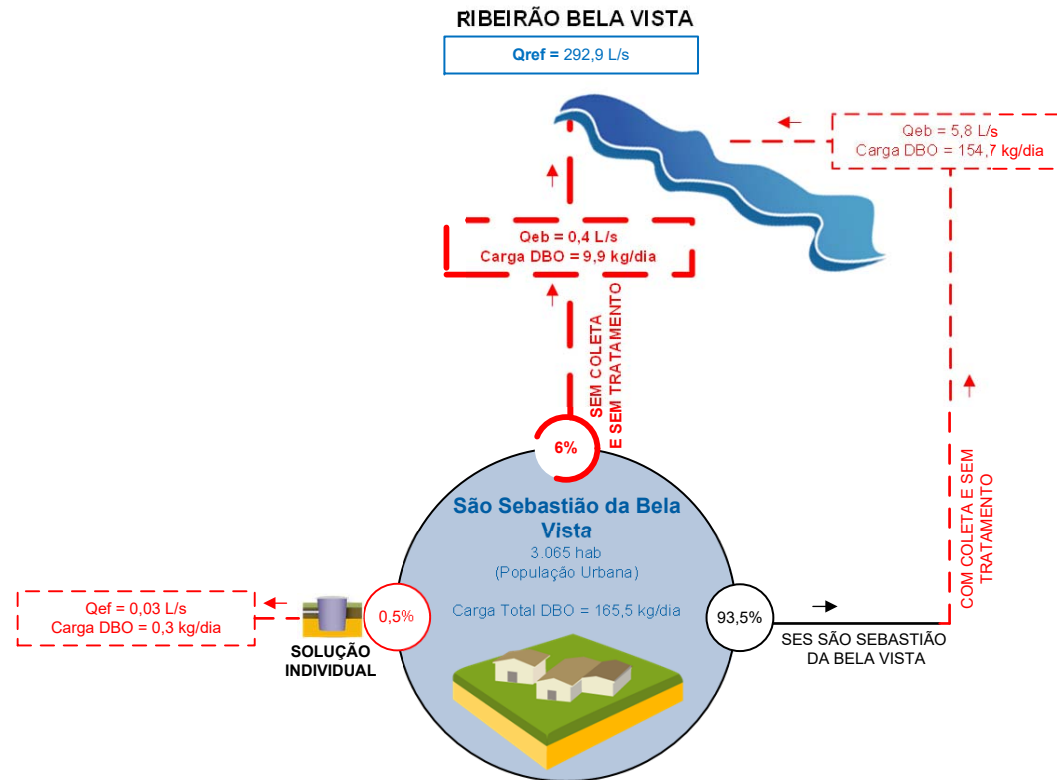 RIBEIRÃO BELA VISTA
Qref = 292,9 L/s
Qeb = 5,8 L/s
Carga DBO = 154,7 kg/dia
Qeb = 0,4 L/s
Carga DBO = 9,9 kg/dia
SEM COLETA
E SEM TRATAMENTO
COM COLETA E SEM
TRATAMENTO
6%
São Sebastião da Bela
Vista
3.065 hab
(População Urbana)
Carga Total DBO = 165,5 kg/dia
Qef = 0,03 L/s
Carga DBO = 0,3 kg/dia
SOLUÇÃO
INDIVIDUAL
0,5%
93,5%
SES SÃO SEBASTIÃO
DA BELA VISTA